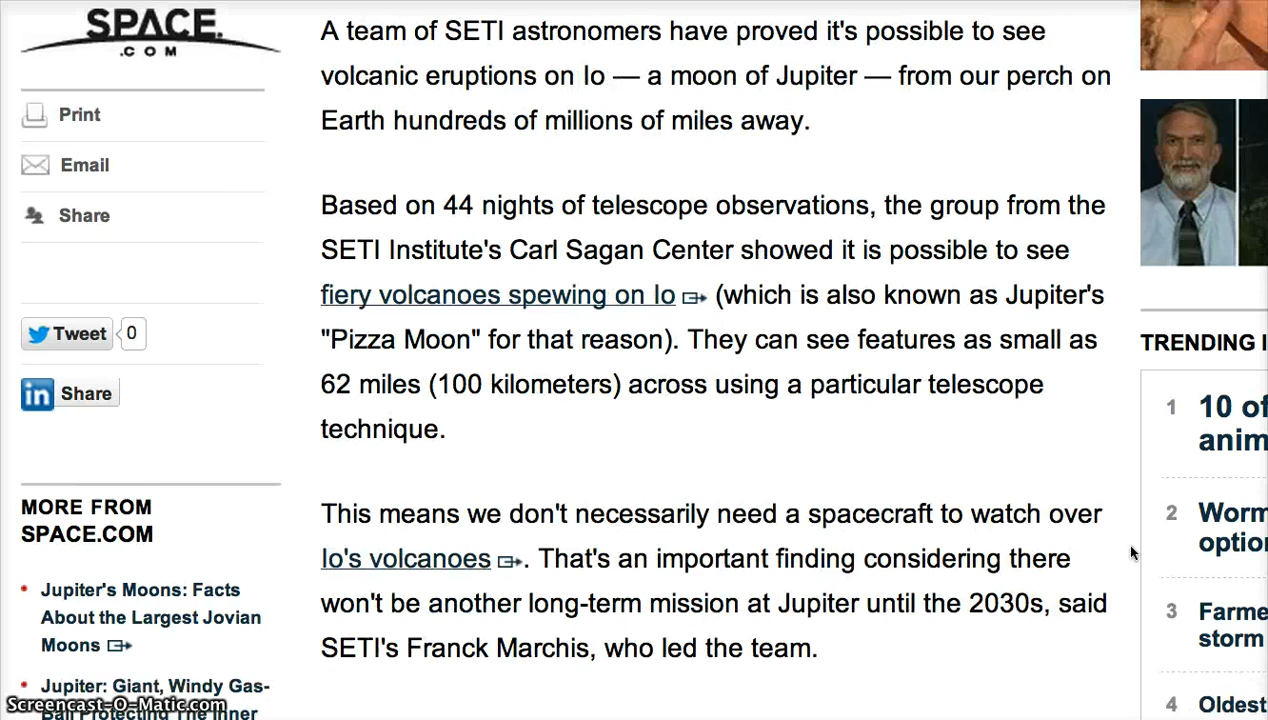 SPACE
.COM
Print
Email
Share
Tweet
0
in
Share
MORE FROM
SPACE.COM
Jupiter's Moons: Facts
About the Largest Jovian
Moons
Jupiter: Giant, Windy Gas-
Ball Protecting The Inner
Screencast-O-Matic.com
A team of SETI astronomers have proved it's possible to see
volcanic eruptions on Io — a moon of Jupiter — from our perch on
Earth hundreds of millions of miles away.
Based on 44 nights of telescope observations, the group from the
SETI Institute's Carl Sagan Center showed it is possible to see
fiery volcanoes spewing on Io (which is also known as Jupiter's
"Pizza Moon" for that reason). They can see features as small as
62 miles (100 kilometers) across using a particular telescope
technique.
This means we don't necessarily need a spacecraft to watch over
Io's volcanoes . That's an important finding considering there
won't be another long-term mission at Jupiter until the 2030s, said
SETI's Franck Marchis, who led the team.
TRENDING I
1 10 of
anim
2 Worm
option
3 Farme
storm
4 Oldest